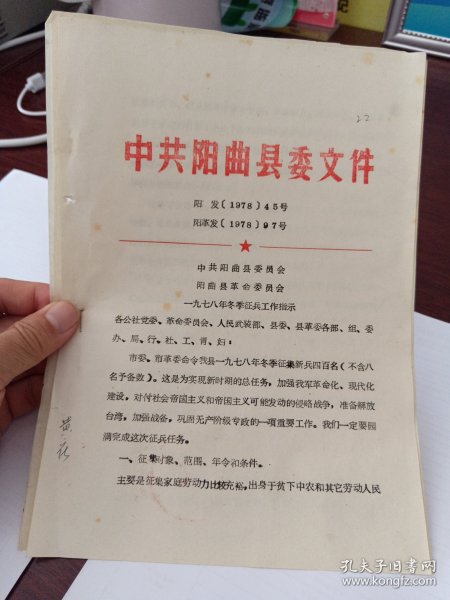 22
中共阳曲县委文件
阳 发〔1978〕45号
阳革发〔1978〕97号
中共阳曲县委员会
阳曲县革命委员会
一九七八年冬季征兵工作指示
各公社党委、革命委员会、人民武装部、县委、县革委各部、组、委
办、局、行、社、工、青、妇：
市委、市革委命令我县一九七八年冬季征集新兵四百名（不含八
名予备数）。这是为实现新时期的总任务，加强我军革命化、现代化
建设，对付社会帝国主义和帝国主义可能发动的侵略战争，准备解放
台湾，加强战备，巩固无产阶级专政的一项重要工作。我们一定要园
满完成这次征兵任务。
一、征集对象、范围、年令和条件。
主要是征集家庭劳动力比较充裕，出身于贫下中农和其它劳动人民
孔夫子旧书网
www.kongfz.com